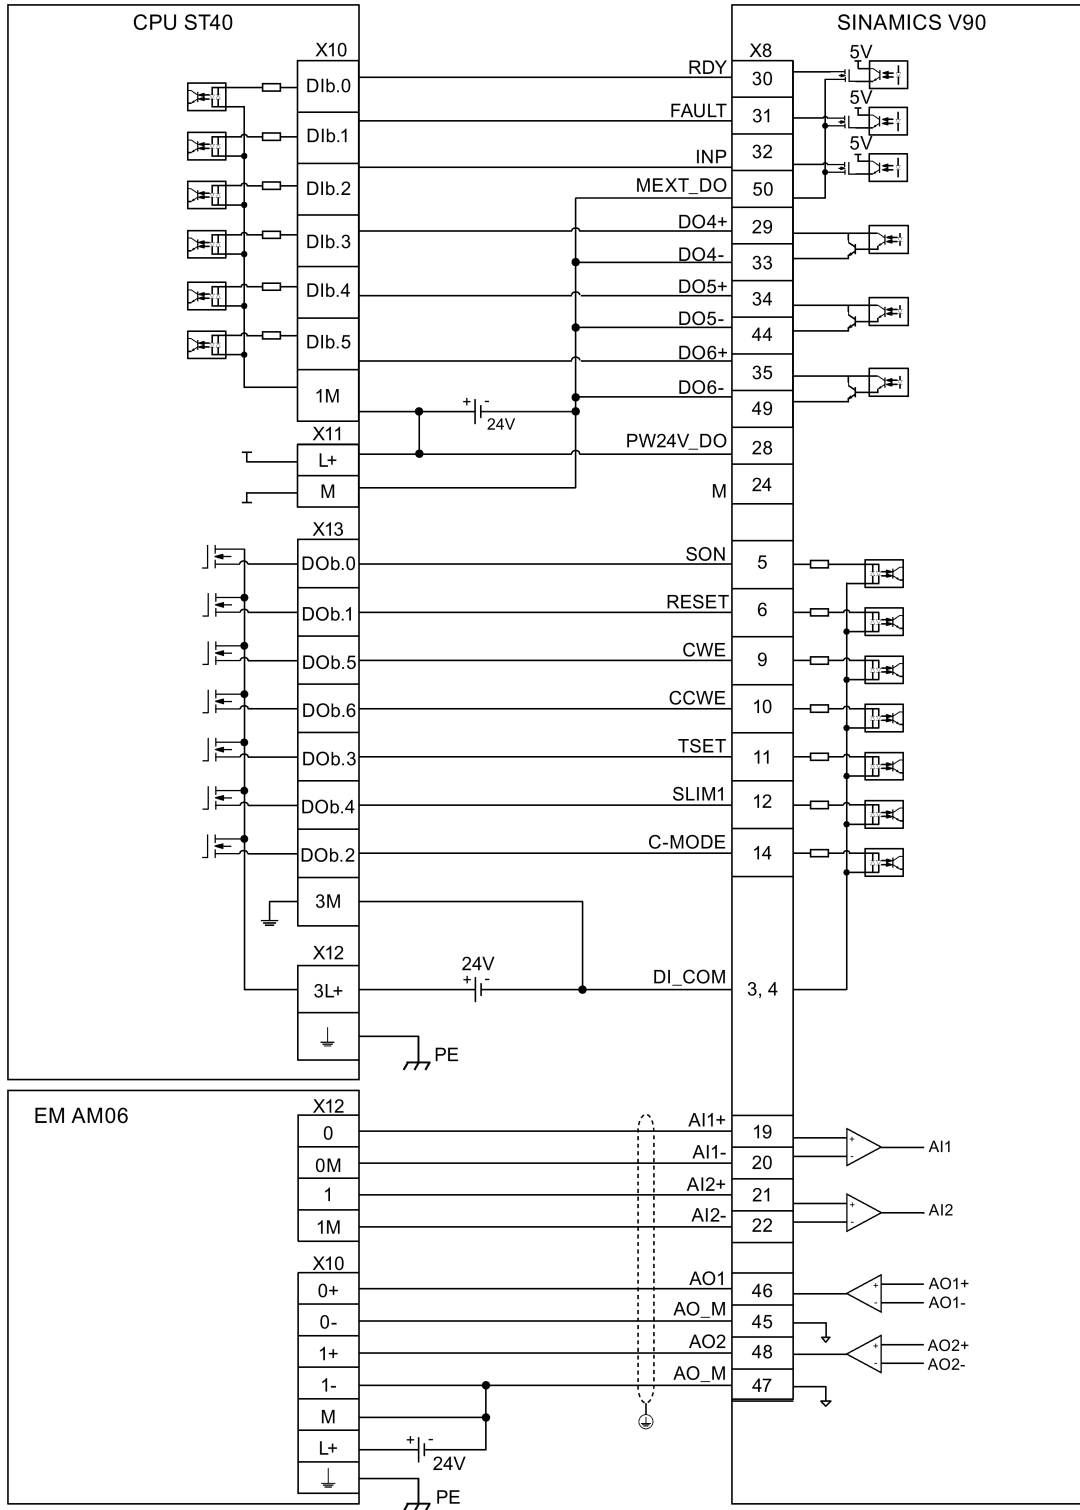 CPU ST40
SINAMICS V90
X10
X8
5V
RDY
DIb.0
30
5V
FAULT
DIb.1
31
5V
INP
32
MEXT_DO
DIb.2
50
DO4+
29
DIb.3
DO4-
33
DO5+
DIb.4
34
DO5-
DIb.5
44
DO6+
35
DO6-
1M
+ -
24V
49
X11
PW24V_DO
L+
28
M
M
24
X13
SON
DOb.0
5
RESET
DOb.1
6
CWE
DOb.5
9
CCWE
DOb.6
10
TSET
DOb.3
11
SLIM1
DOb.4
12
C-MODE
DOb.2
14
3M
X12
24V
+ -
DI_COM
3L+
3, 4
PE
EM AM06
X12
AI1+
0
19
+
-
AI1
AI1-
0M
20
AI2+
1
21
+
-
AI2
AI2-
1M
22
X10
AO1
0+
46
+
-
AO1+
AO1-
AO_M
0-
45
AO2
1+
48
+
-
AO2+
AO2-
AO_M
1-
47
M
L+
+ -
24V
PE